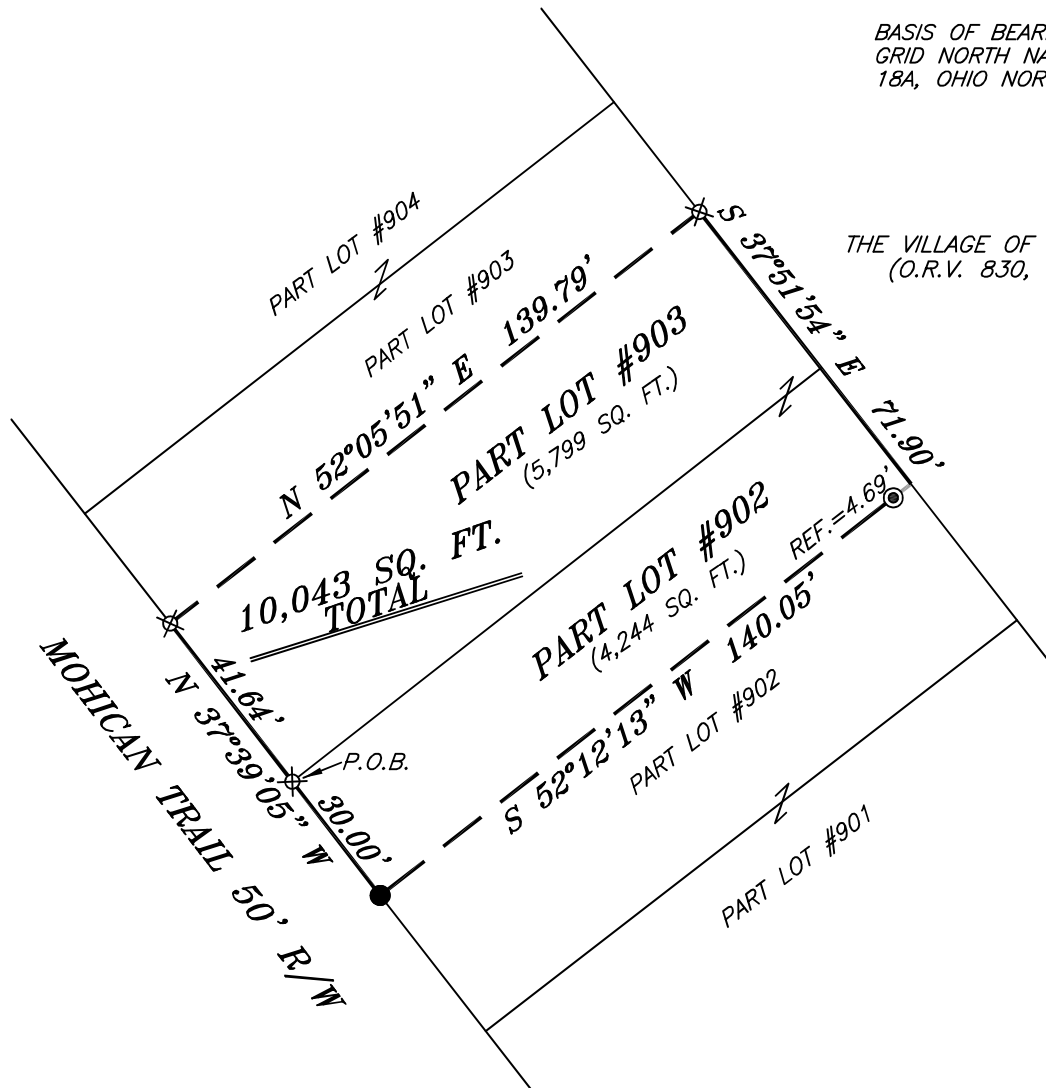 BASIS OF
GRID NORTH
18A, OHIO
THE VILLAGE OF
(O.R.V. 830,
PART LOT #904
PART LOT #903
S 37°51'54" E 71.90'
N 52°05'51" E 139.79'
PART LOT #903
(5,799 SQ. FT.)
10,043 SQ. FT.
TOTAL
PART LOT #902
(4,244 SQ. FT.)
REF.=4.69'
S 52°12'13" W 140.05'
PART LOT #902
41.64'
N 37°39'05" W
P.O.B.
30.00'
MOHICAN TRAIL 50' R/W
PART LOT #901